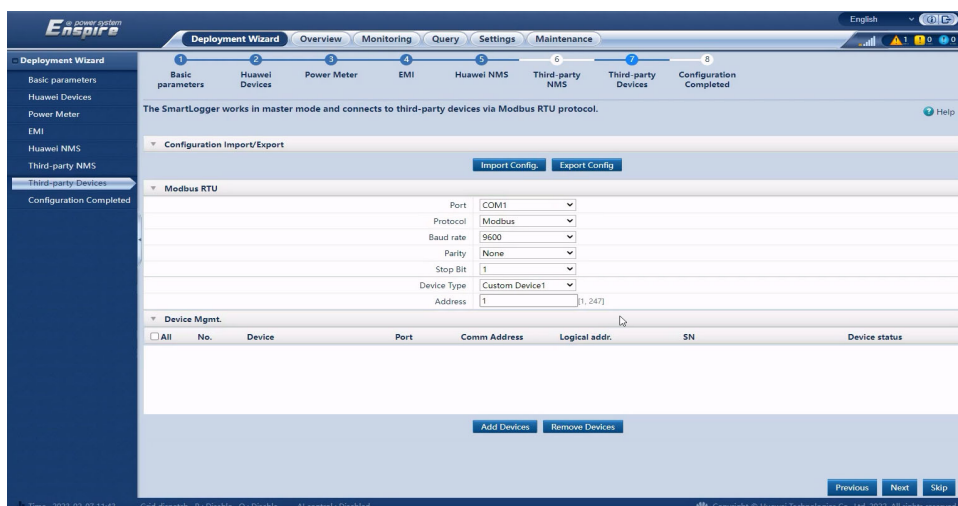 @ power system
Enspire
English
Deployment Wizard Overview Monitoring Query Settings Maintenance
1 0 0
Deployment Wizard
Basic parameters
Huawei Devices
Power Meter
EMI
Huawei NMS
Third-party NMS
Third-party Devices
Configuration Completed
1 2 3 4 5 6 7 8
Basic parameters
Huawei Devices
Power Meter
EMI
Huawei NMS
Third-party NMS
Third-party Devices
Configuration Completed
The SmartLogger works in master mode and connects to third-party devices via Modbus RTU protocol.
Help
Configuration Import/Export
Import Config. Export Config
Modbus RTU
Port COM1
Protocol Modbus
Baud rate 9600
Parity None
Stop Bit 1
Device Type Custom Device1
Address 1 [1, 247]
Device Mgmt.
All No. Device Port Comm Address Logical addr. SN Device status
Add Devices Remove Devices
Previous Next Skip